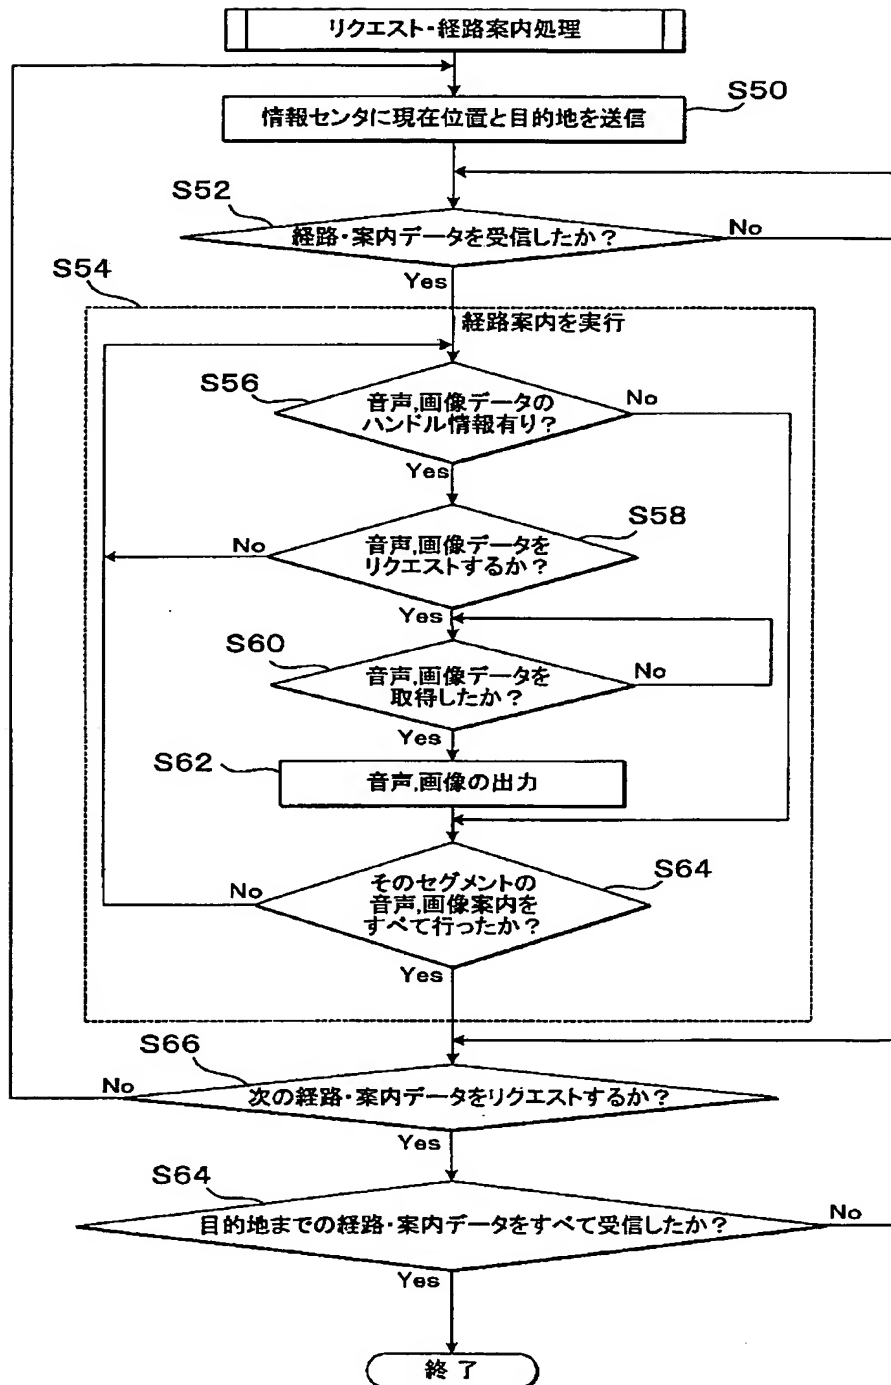 リクエスト・経路案内処理
S50
情報センタに現在位置と目的地を送信
S52
経路・案内データを受信したか？
No
Yes
S54
経路案内を実行
S56
音声,画像データの
ハンドル情報有り？
No
Yes
S58
音声,画像データを
リクエストするか？
No
Yes
S60
音声,画像データを
取得したか？
No
Yes
S62
音声,画像の出力
S64
そのセグメントの
音声,画像案内を
すべて行ったか？
No
Yes
S66
次の経路・案内データをリクエストするか？
No
Yes
S64
目的地までの経路・案内データをすべて受信したか？
No
Yes
終 了